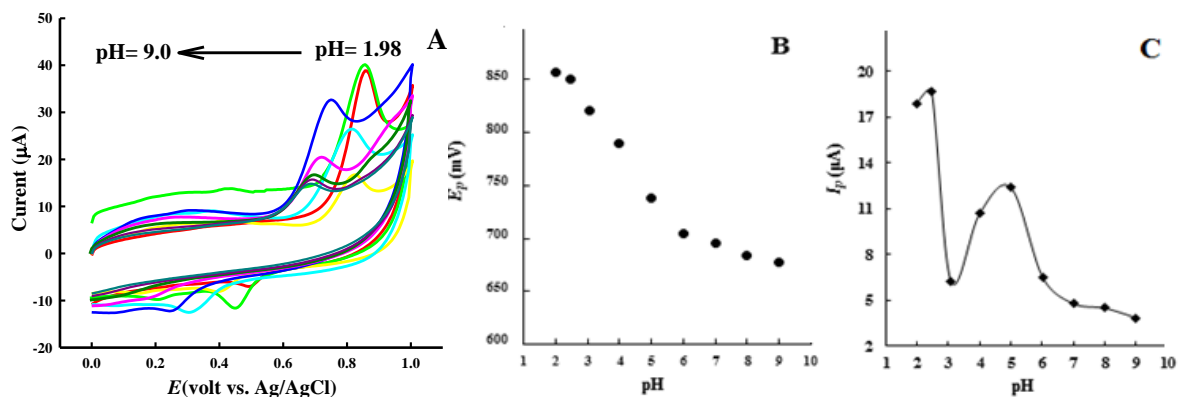 A
pH= 9.0
pH= 1.98
50
40
30
20
10
0
-10
-20
Curent (µA)
0.0 0.2 0.4 0.6 0.8 1.0
E(volt vs. Ag/AgCl)
B
850
800
750
700
650
600
Ep (mV)
1 2 3 4 5 6 7 8 9 10
pH
C
20
17
14
11
8
5
2
Ip (µA)
1 2 3 4 5 6 7 8 9 10
pH